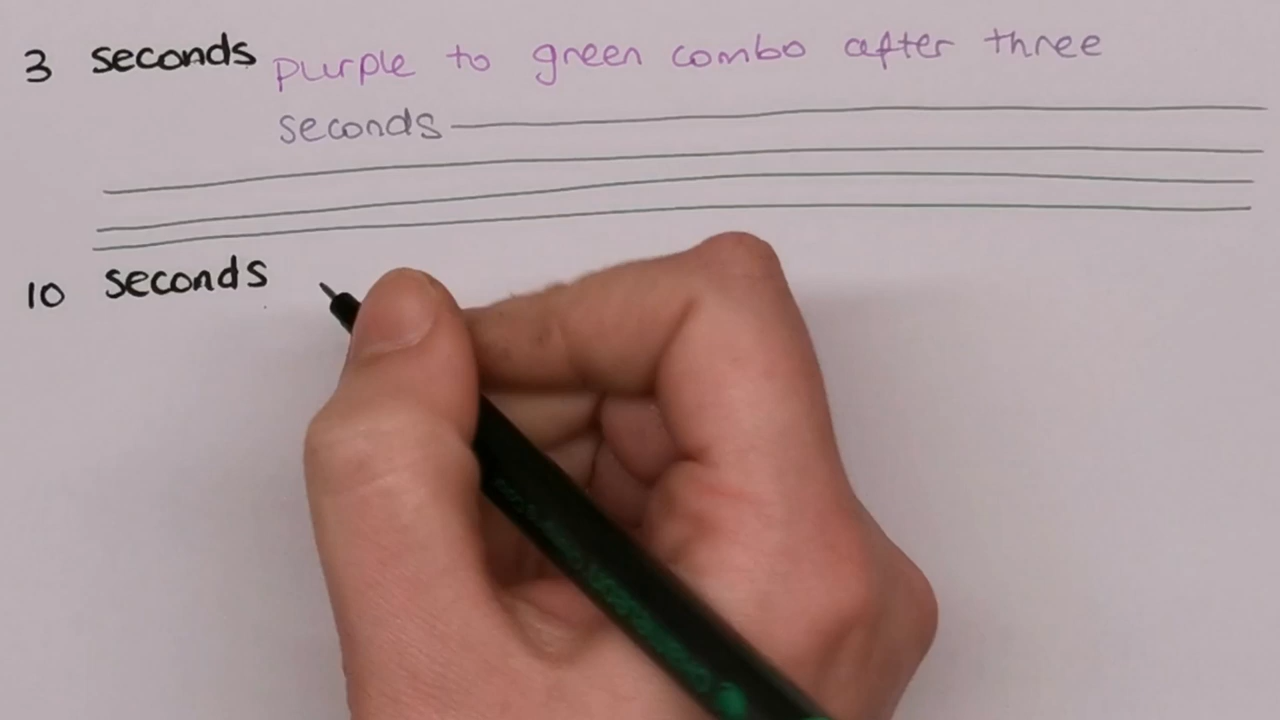 3 seconds purple to green combo after three
seconds
10 seconds